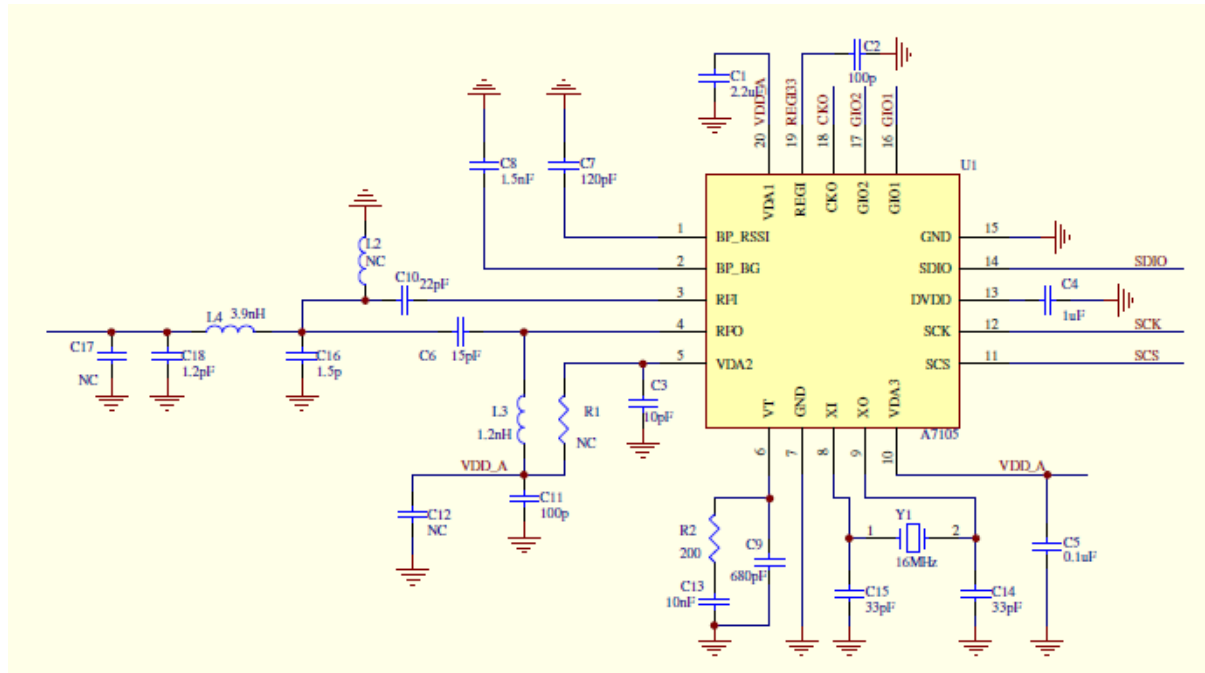 C2
100p
C1
2.2uF
VDD_A
REGI33
CKO
GIO2
GIO1
20
19
18
17
16
C8
1.5nF
C7
120pF
U1
VDA1
REGI
CKO
GIO2
GIO1
1
BP_RSSI
GND
15
2
BP_BG
SDIO
14
SDIO
3
RFI
DVDD
13
C4
1uF
4
RFO
SCK
12
SCK
5
VDA2
SCS
11
SCS
L2
NC
C10
22pF
L4
3.9nH
C17
NC
C18
1.2pF
C16
1.5p
C6
15pF
C3
10pF
L3
1.2nH
R1
NC
VT
GND
XI
XO
VDA3
A7105
6
7
8
9
10
VDD_A
VDD_A
C12
NC
C11
100p
R2
200
C9
680pF
C13
10nF
1
Y1
2
16MHz
C5
0.1uF
C15
33pF
C14
33pF